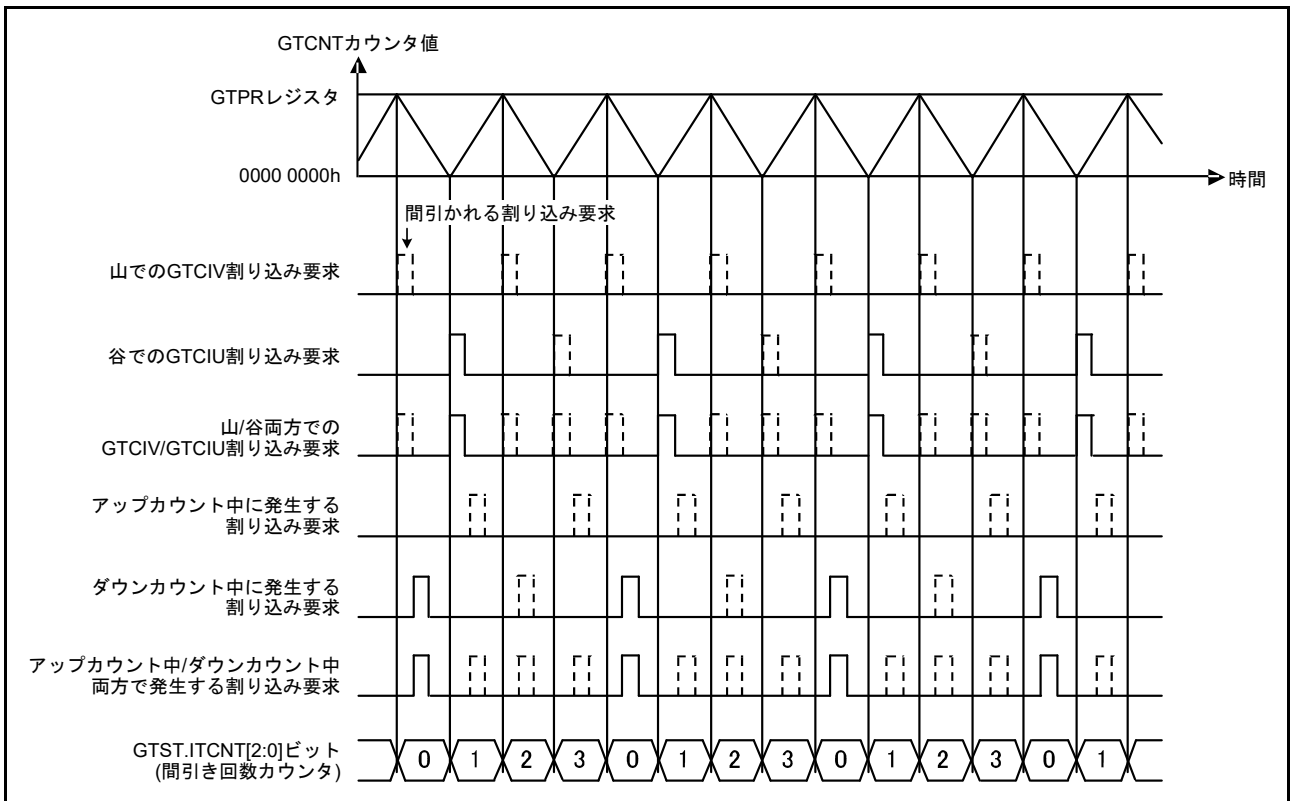 GTCNTカウンタ値
GTPRレジスタ
0000 0000h
時間
間引かれる割り込み要求
山でのGTCIV割り込み要求
谷でのGTCIU割り込み要求
山/谷両方での
GTCIV/GTCIU割り込み要求
アップカウント中に発生する
割り込み要求
ダウンカウント中に発生する
割り込み要求
アップカウント中/ダウンカウント中
両方で発生する割り込み要求
GTST.ITCNT[2:0]ビット
(間引き回数カウンタ)
0 1 2 3 0 1 2 3 0 1 2 3 0 1